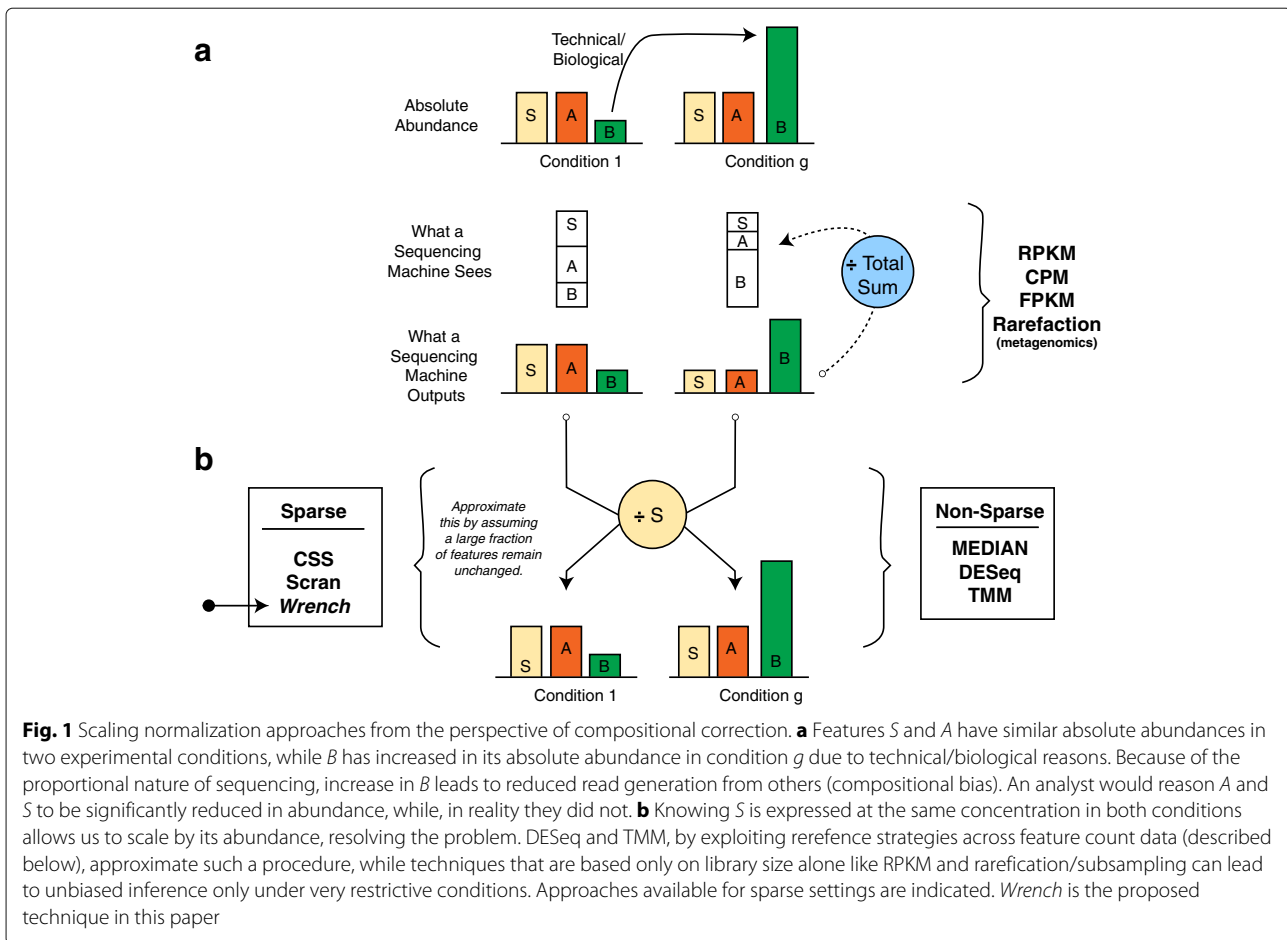 a
Technical/
Biological
Absolute
Abundance
S
A
B
S
A
B
Condition 1
Condition g
What a
Sequencing
Machine Sees
S
A
B
S
A
B
÷ Total
Sum
RPKM
CPM
FPKM
Rarefaction
(metagenomics)
What a
Sequencing
Machine
Outputs
S
A
B
S
A
B
b
Sparse
CSS
Scran
Wrench
Approximate
this by assuming
a large fraction
of features remain
unchanged.
÷ S
Non-Sparse
MEDIAN
DESeq
TMM
S
A
B
S
A
B
Condition 1
Condition g
Fig. 1 Scaling normalization approaches from the perspective of compositional correction. a Features S and A have similar absolute abundances in
two experimental conditions, while B has increased in its absolute abundance in condition g due to technical/biological reasons. Because of the
proportional nature of sequencing, increase in B leads to reduced read generation from others (compositional bias). An analyst would reason A and
S to be significantly reduced in abundance, while, in reality they did not. b Knowing S is expressed at the same concentration in both conditions
allows us to scale by its abundance, resolving the problem. DESeq and TMM, by exploiting rerefence strategies across feature count data (described
below), approximate such a procedure, while techniques that are based only on library size alone like RPKM and rarefication/subsampling can lead
to unbiased inference only under very restrictive conditions. Approaches available for sparse settings are indicated. Wrench is the proposed
technique in this paper